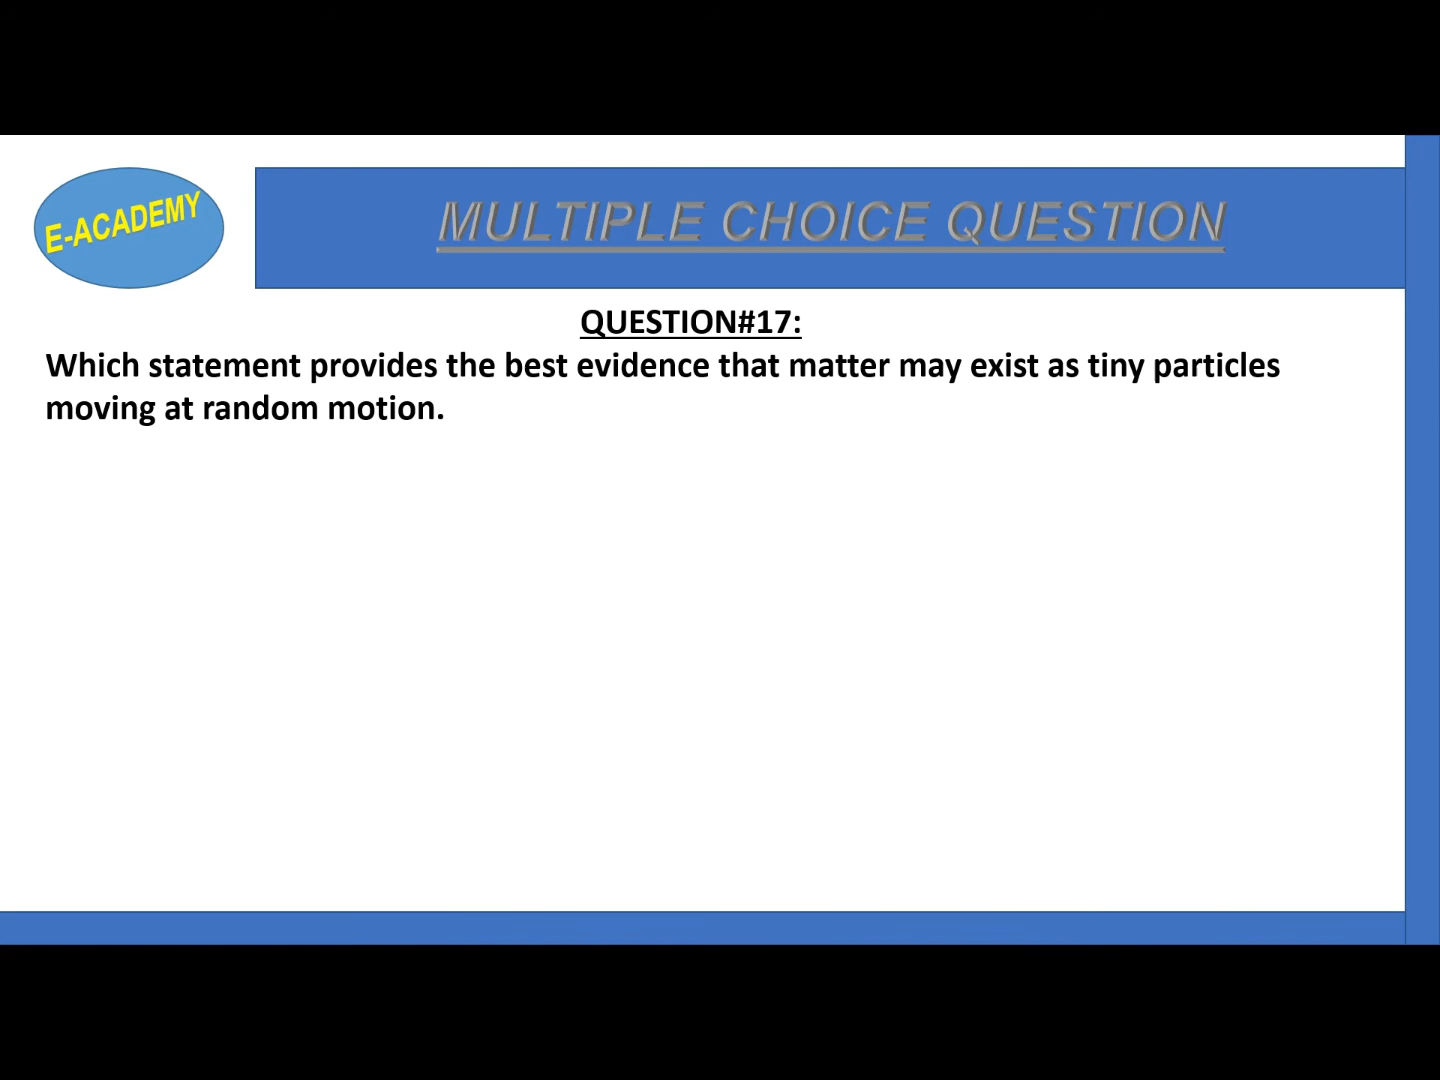 E-ACADEMY
MULTIPLE CHOICE QUESTION
QUESTION#17:
Which statement provides the best evidence that matter may exist as tiny particles
moving at random motion.